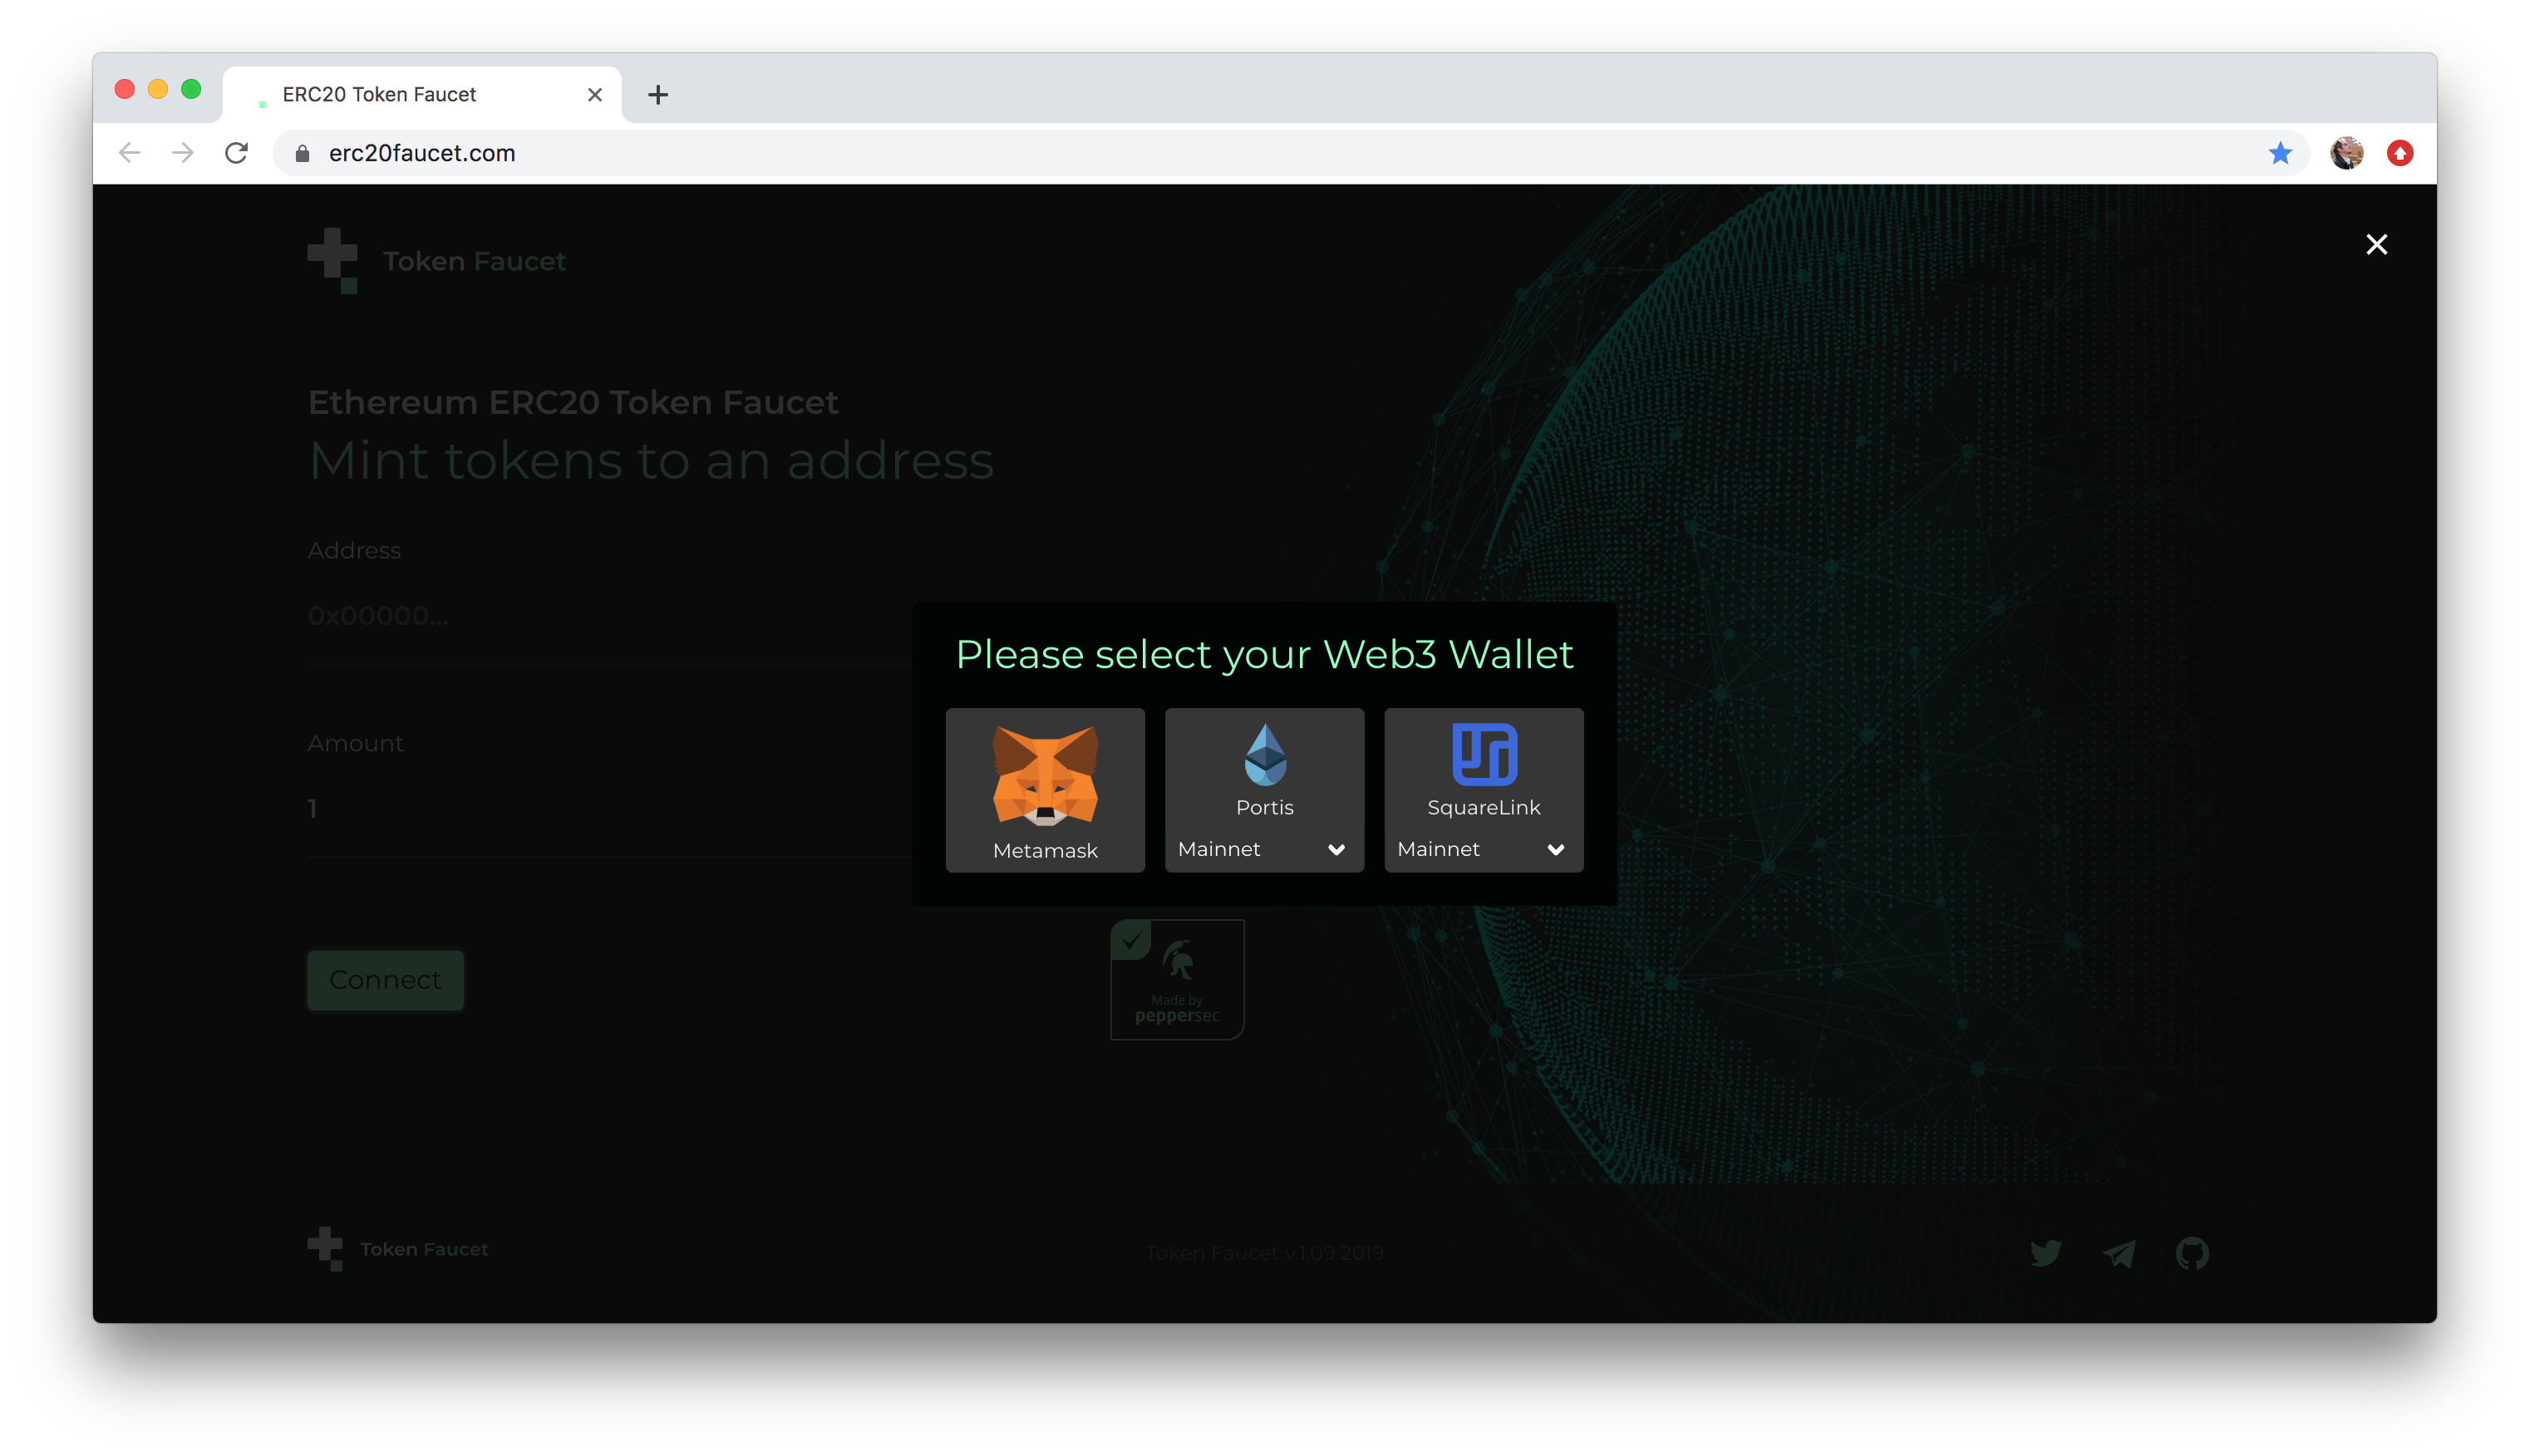 ERC20 Token Faucet
erc20faucet.com
Token Faucet
Ethereum ERC20 Token Faucet
Mint tokens to an address
Address
0x00000...
Please select your Web3 Wallet
Amount
1
Metamask
Portis
Mainnet
SquareLink
Mainnet
Connect
Made by
peppersec
Token Faucet
Token Faucet v.1.09 2019